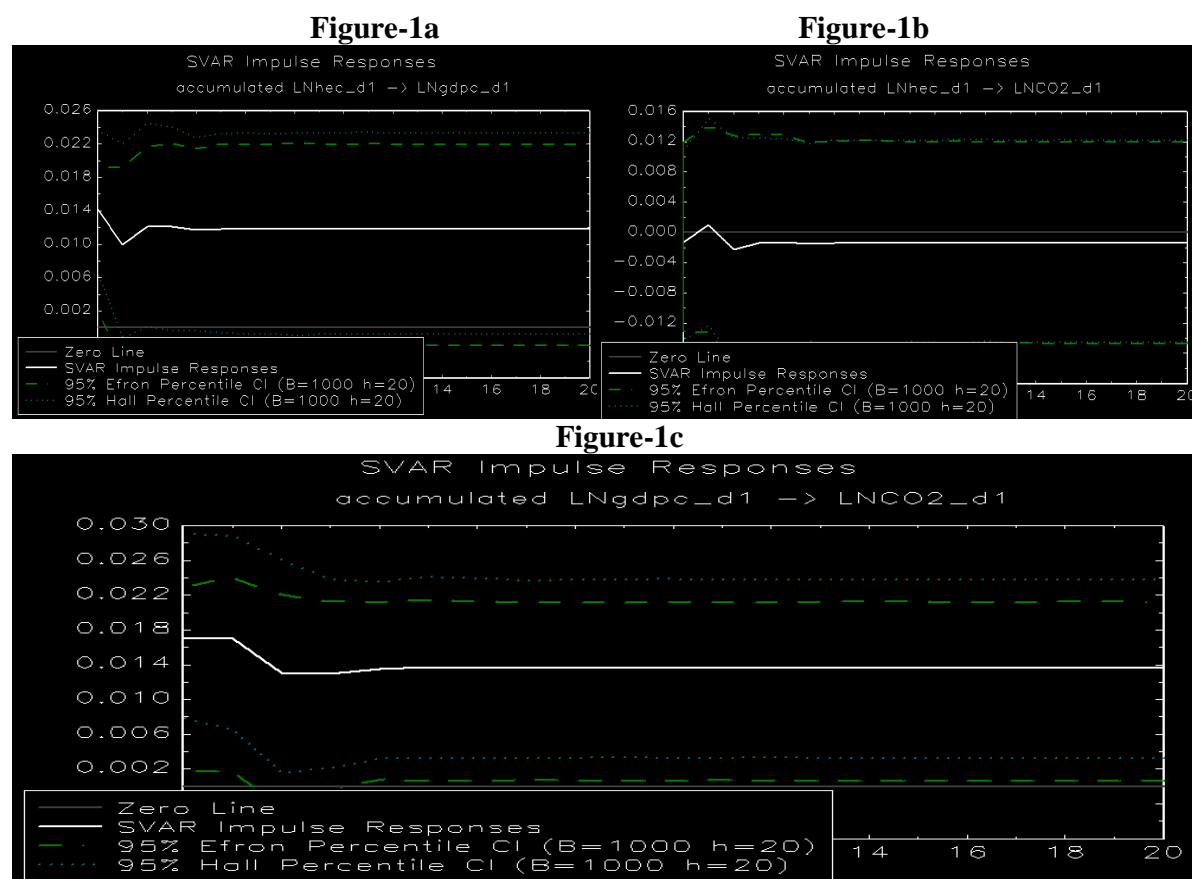 Figure-1a
SVAR Impulse Responses
accumulated LNhec_d1 -> LNgdpc_d1
0.026
0.022
0.018
0.014
0.010
0.006
0.002
Zero Line
SVAR Impulse Responses
95% Efron Percentile CI (B=1000 h=20)
95% Hall Percentile CI (B=1000 h=20)
14 16 18 20
Figure-1b
SVAR Impulse Responses
accumulated LNhec_d1 -> LNCO2_d1
0.016
0.012
0.008
0.004
0.000
-0.004
-0.008
-0.012
Zero Line
SVAR Impulse Responses
95% Efron Percentile CI (B=1000 h=20)
95% Hall Percentile CI (B=1000 h=20)
14 16 18 20
Figure-1c
SVAR Impulse Responses
accumulated LNgdpc_d1 -> LNCO2_d1
0.030
0.026
0.022
0.018
0.014
0.010
0.006
0.002
Zero Line
SVAR Impulse Responses
95% Efron Percentile CI (B=1000 h=20)
95% Hall Percentile CI (B=1000 h=20)
14 16 18 20